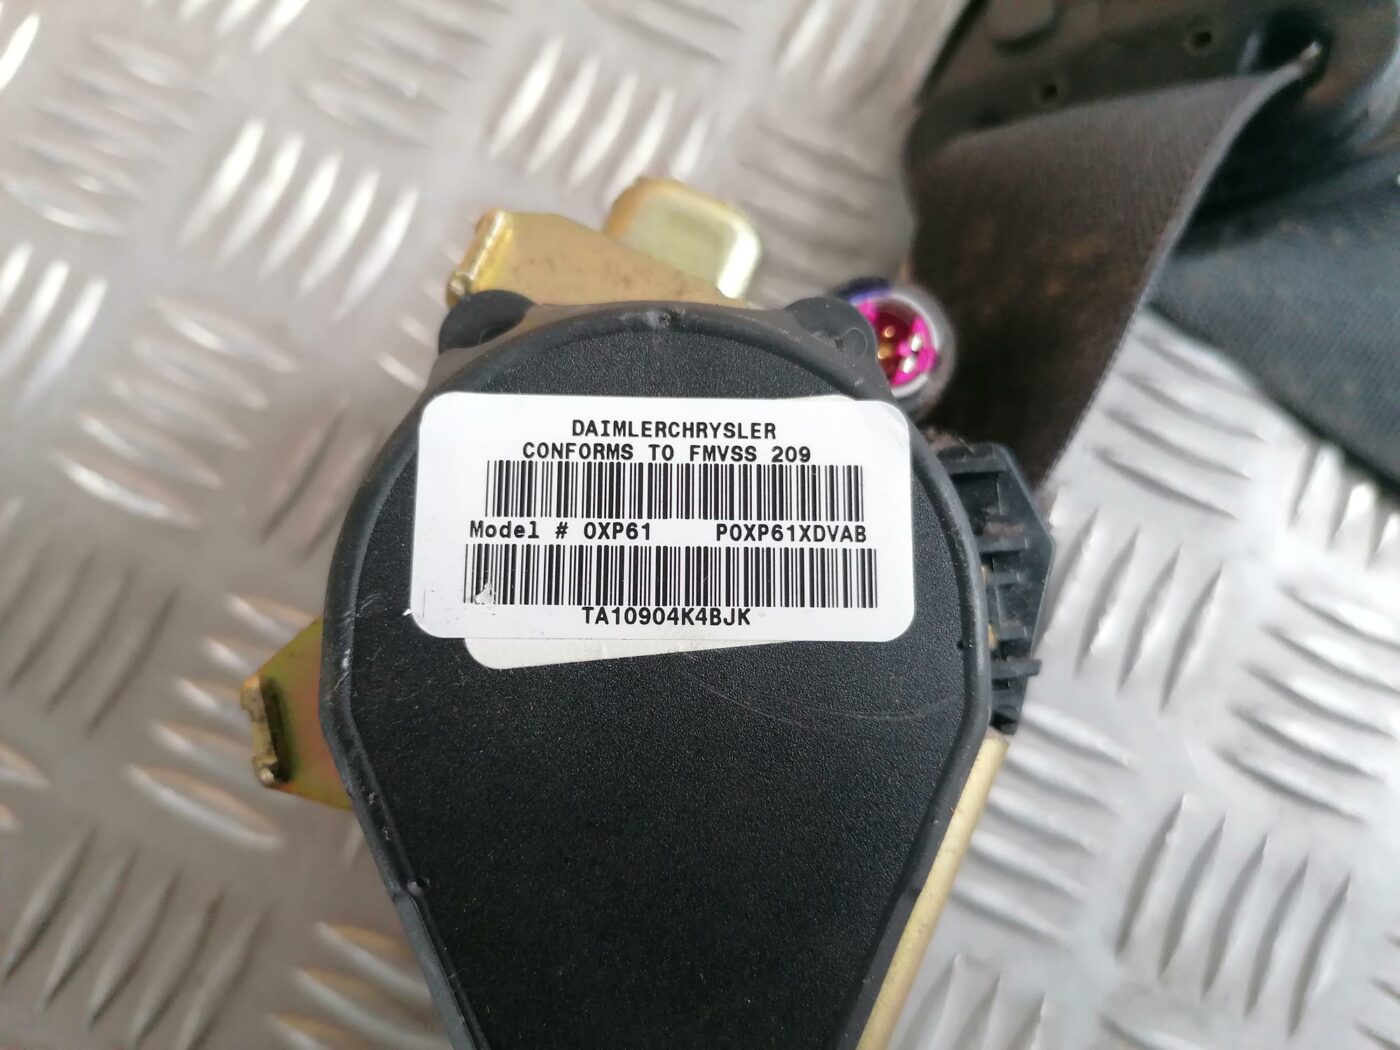 DAIMLERCHRYSLER
CONFORMS TO FMVSS 209
Model # 0XP61 P0XP61XDVAB
TA10904K4BJK